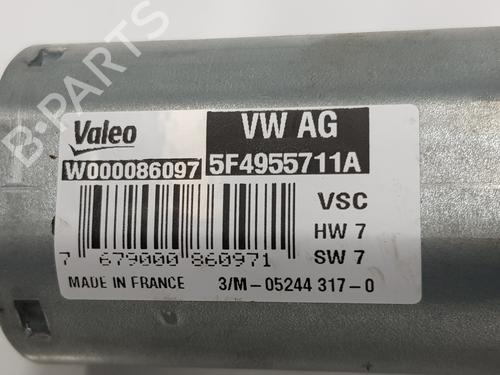 Valeo
VW AG
W000086097
5F4955711A
VSC
HW 7
SW 7
7 679000 860971
MADE IN FRANCE
3/M-05244 317-0
B-PARTS